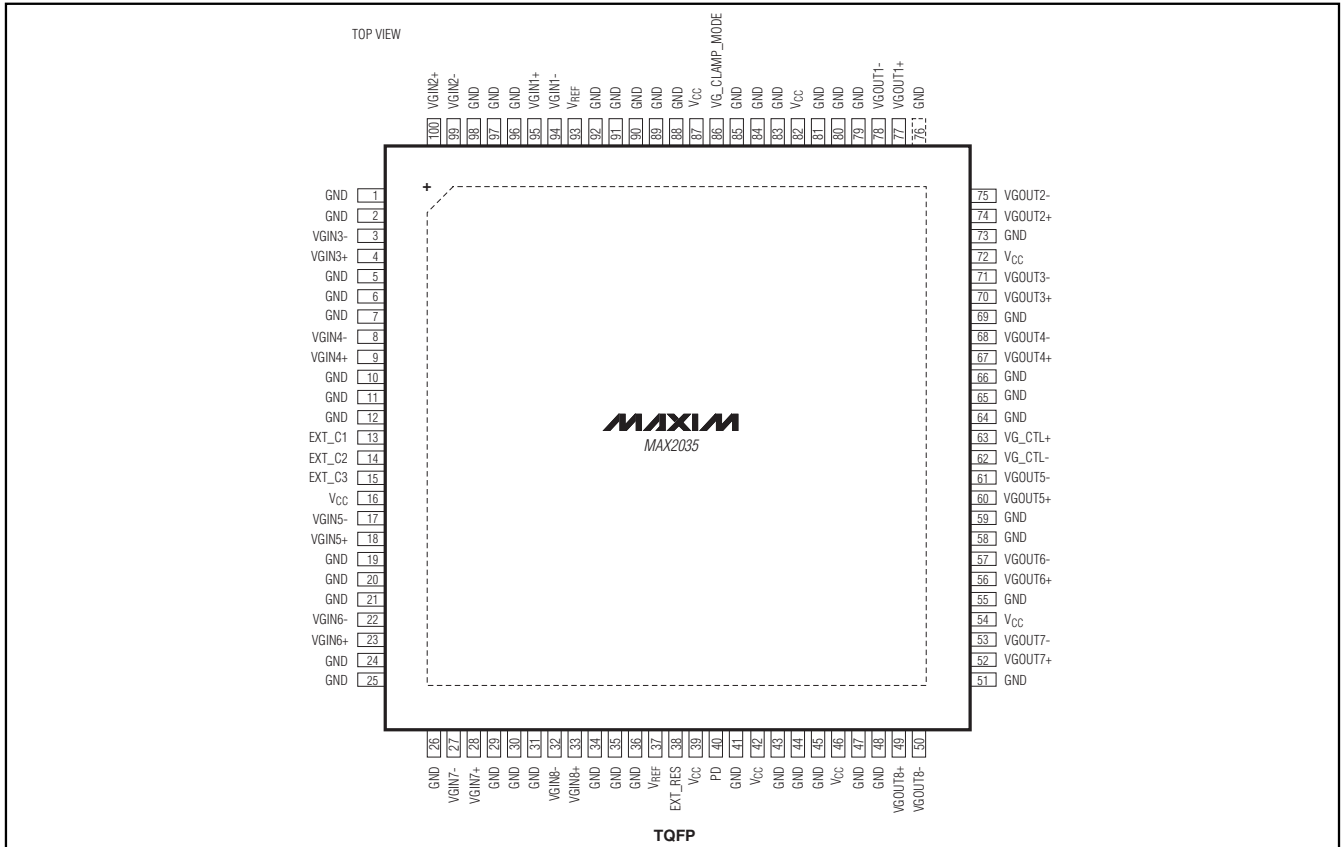 TOP VIEW
VGIN2+ 100
VGIN2- 99
GND 98
GND 97
GND 96
VGIN1+ 95
VGIN1- 94
VREF 93
GND 92
GND 91
GND 90
GND 89
GND 88
VCC 87
VG_CLAMP_MODE 86
GND 85
GND 84
GND 83
VCC 82
GND 81
GND 80
GND 79
VGOUT1- 78
VGOUT1+ 77
GND 76
+
GND 1
GND 2
VGIN3- 3
VGIN3+ 4
GND 5
GND 6
GND 7
VGIN4- 8
VGIN4+ 9
GND 10
GND 11
GND 12
EXT_C1 13
EXT_C2 14
EXT_C3 15
VCC 16
VGIN5- 17
VGIN5+ 18
GND 19
GND 20
GND 21
VGIN6- 22
VGIN6+ 23
GND 24
GND 25
MAXIM
MAX2035
75 VGOUT2-
74 VGOUT2+
73 GND
72 VCC
71 VGOUT3-
70 VGOUT3+
69 GND
68 VGOUT4-
67 VGOUT4+
66 GND
65 GND
64 GND
63 VG_CTL+
62 VG_CTL-
61 VGOUT5-
60 VGOUT5+
59 GND
58 GND
57 VGOUT6-
56 VGOUT6+
55 GND
54 VCC
53 VGOUT7-
52 VGOUT7+
51 GND
GND 26
VGIN7- 27
VGIN7+ 28
GND 29
GND 30
GND 31
VGIN8- 32
VGIN8+ 33
GND 34
GND 35
GND 36
VREF 37
EXT_RES 38
VCC 39
PD 40
GND 41
VCC 42
GND 43
GND 44
GND 45
VCC 46
GND 47
GND 48
VGOUT8+ 49
VGOUT8- 50
TQFP